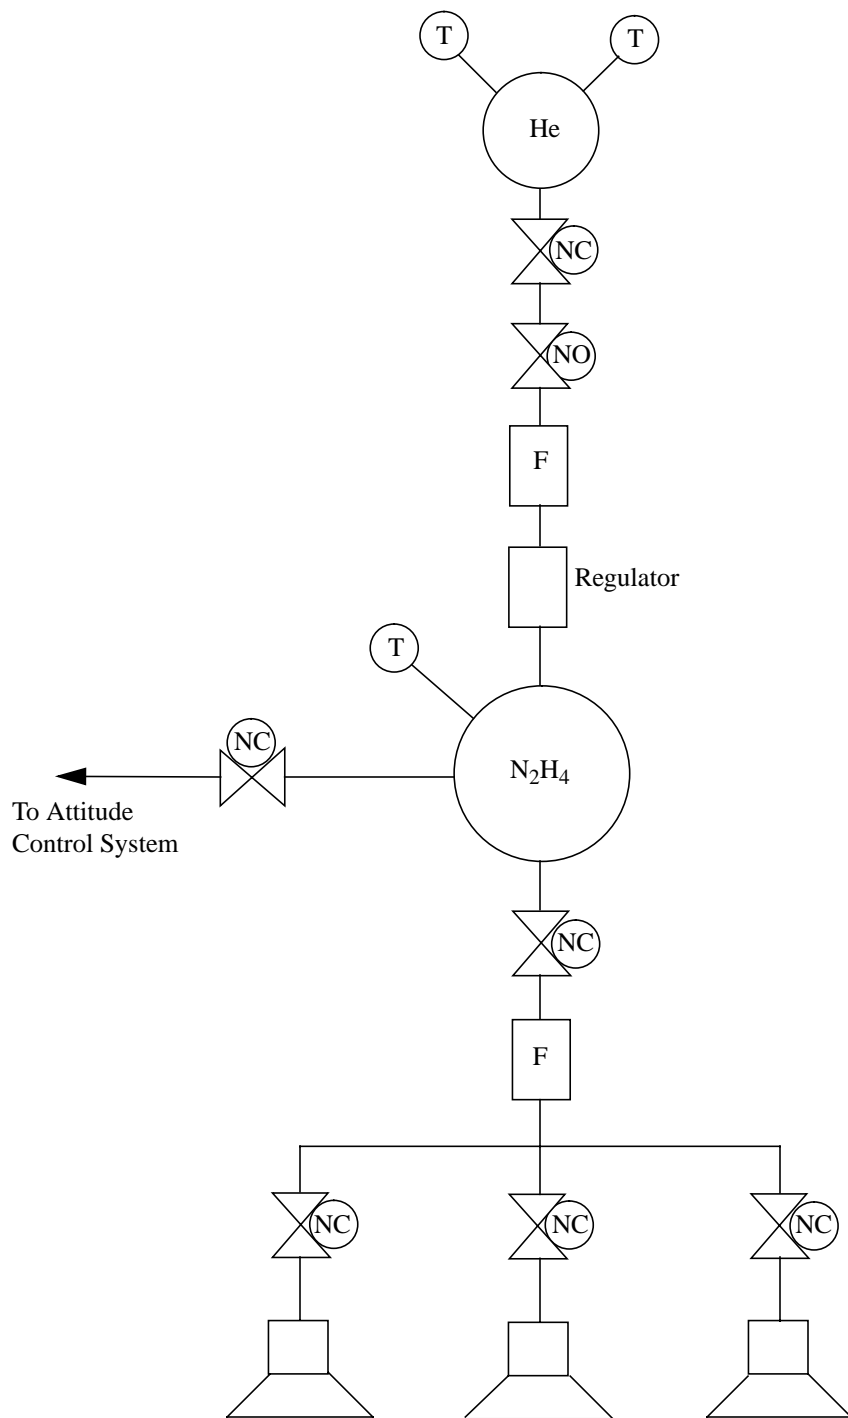 T
T
He
NC
NO
F
Regulator
T
NC
N₂H₄
To Attitude
Control System
NC
F
NC
NC
NC